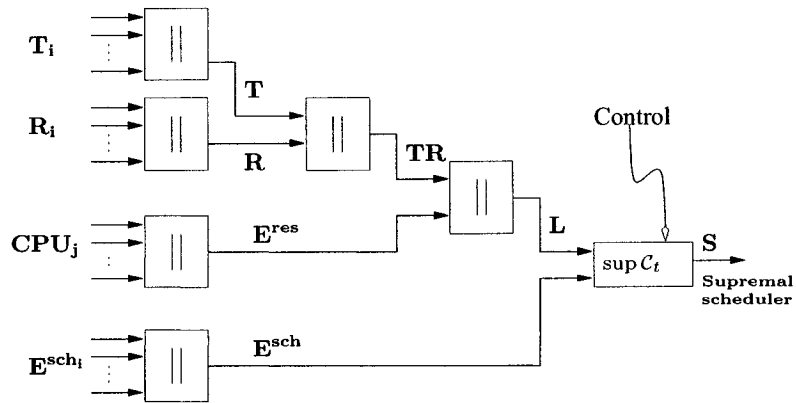 T_i
||
T
R_i
||
R
||
TR
Control
CPU_j
||
E^res
||
L
sup C_t
S
Supremal
scheduler
E^sch_i
||
E^sch